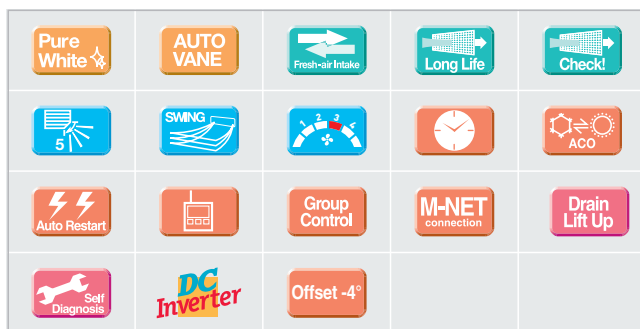 Pure
White
AUTO
VANE
Fresh-air Intake
Long Life
Check!
5
SWING
1 2 3 4
ACO
Auto Restart
Group
Control
M-NET
connection
Drain
Lift Up
Self
Diagnosis
DC
Inverter
Offset -4°